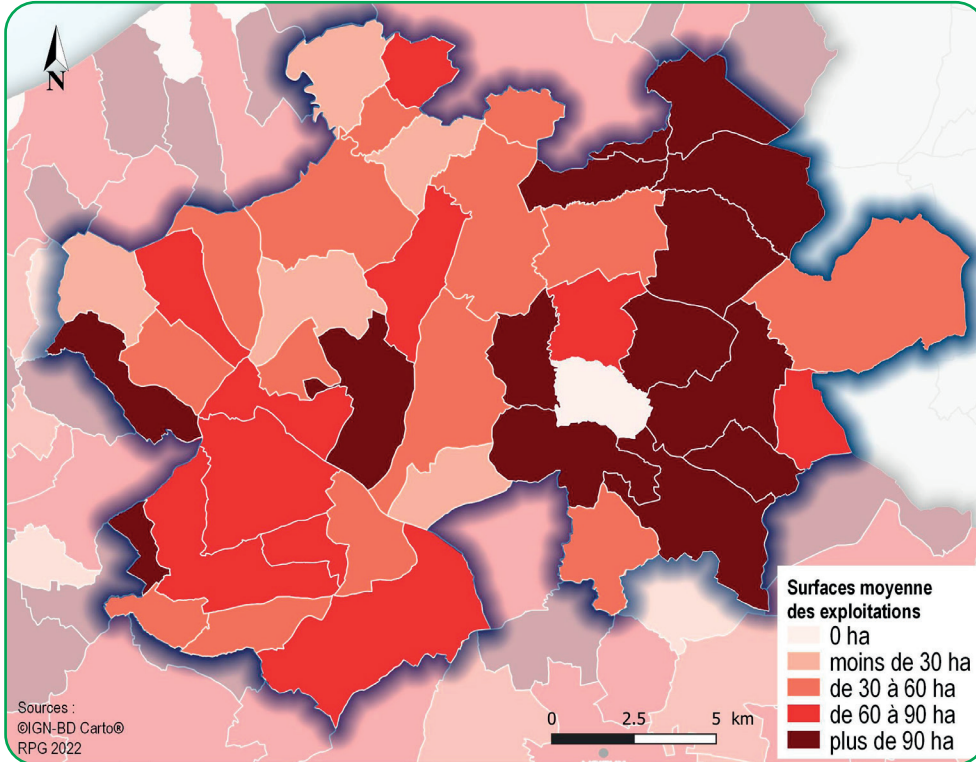 N
Surfaces moyenne
des exploitations
0 ha
moins de 30 ha
de 30 à 60 ha
de 60 à 90 ha
plus de 90 ha
Sources :
©IGN-BD Carto®
RPG 2022
0 2.5 5 km